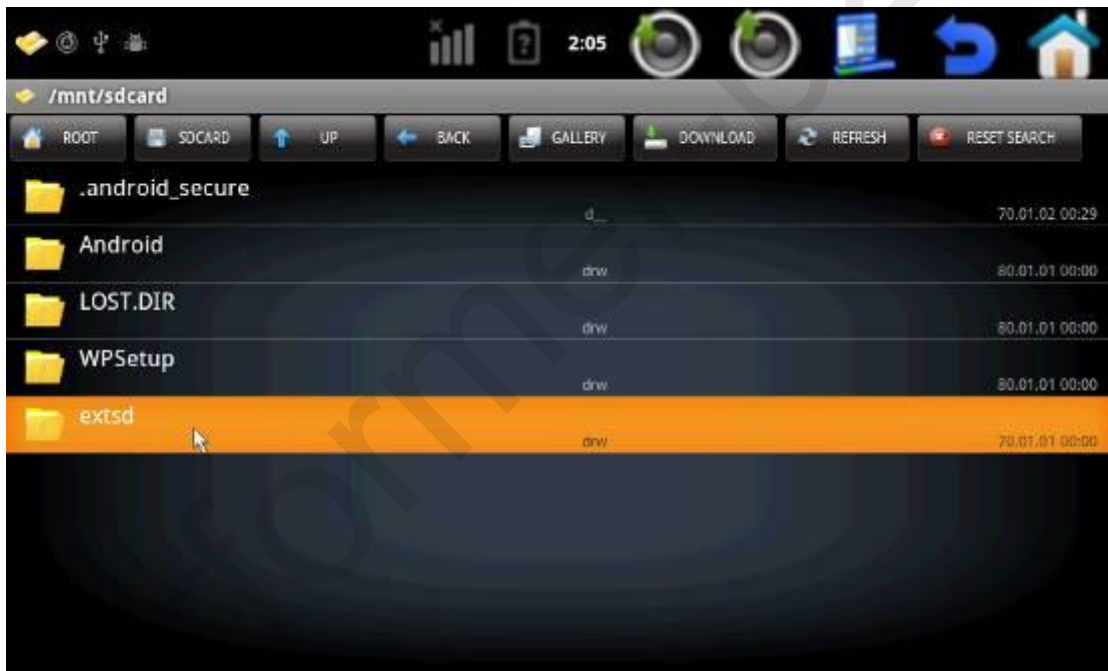 2:05
/mnt/sdcard
ROOT SDCARD UP BACK GALLERY DOWNLOAD REFRESH RESET SEARCH
.android_secure
d__ 70.01.02 00:29
Android
drw 80.01.01 00:00
LOST.DIR
drw 80.01.01 00:00
WPSetup
drw 80.01.01 00:00
extsd
drw 70.01.01 00:00